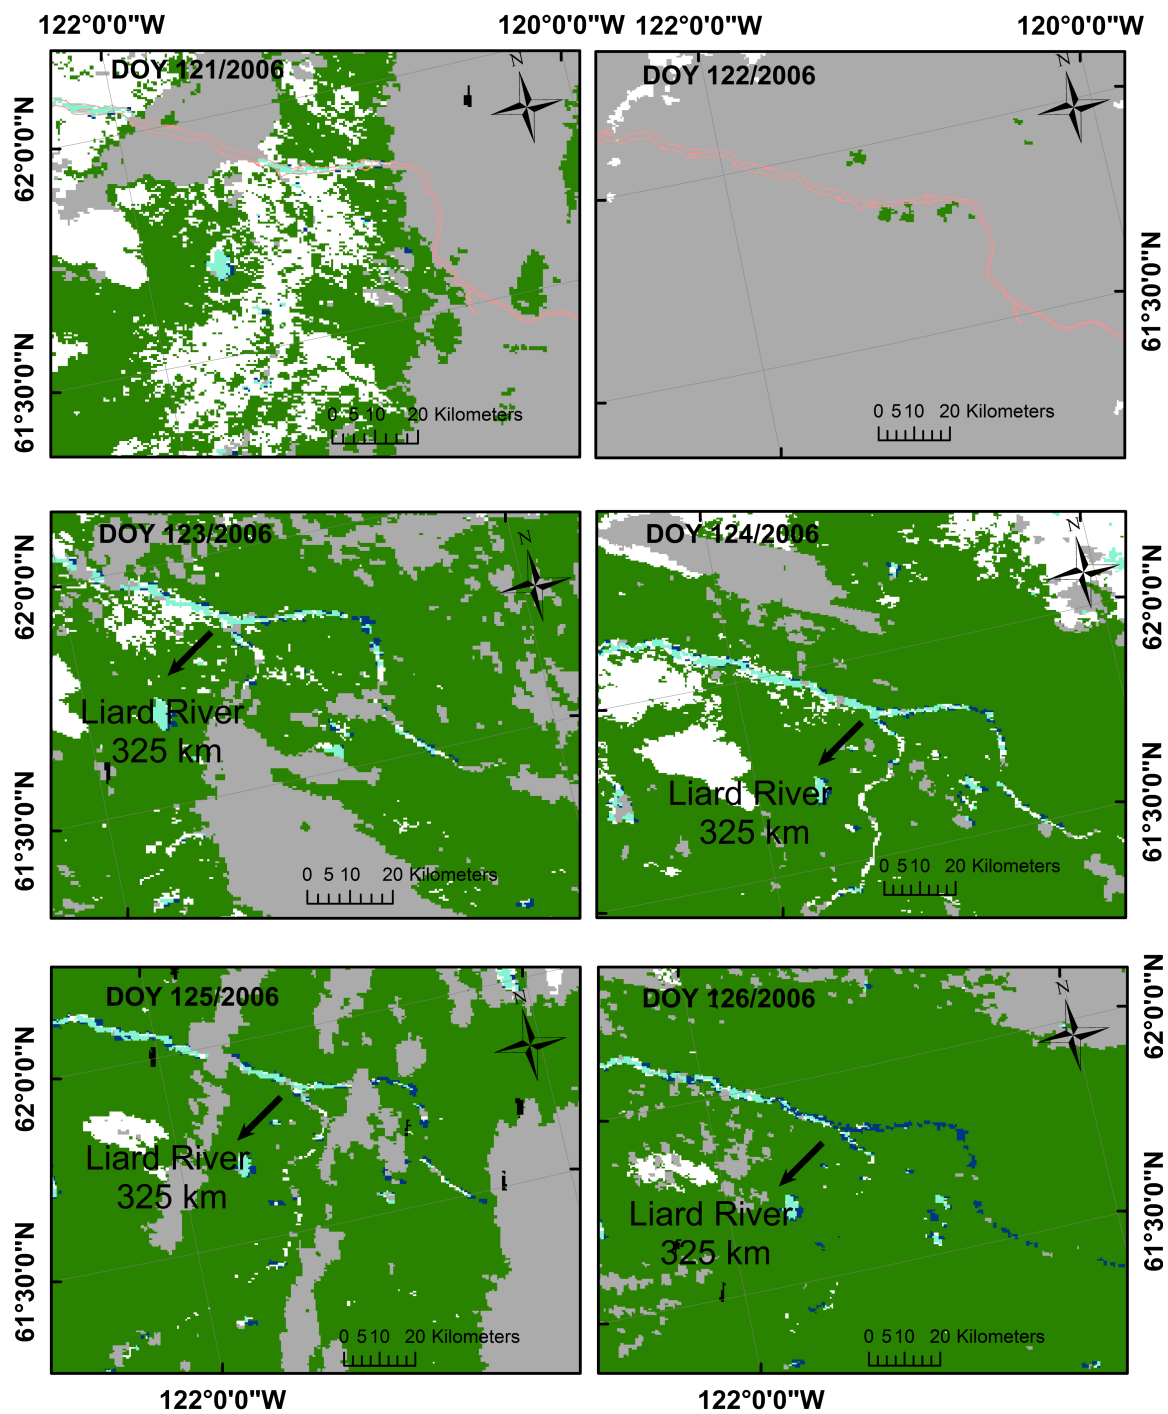 122°0'0"W 120°0'0"W 122°0'0"W 120°0'0"W
DOY 121/2006
N
62°0'0"N
61°30'0"N
0 5 10 20 Kilometers
DOY 122/2006
N
61°30'0"N
0 5 10 20 Kilometers
DOY 123/2006
N
62°0'0"N
Liard River
325 km
61°30'0"N
0 5 10 20 Kilometers
DOY 124/2006
N
62°0'0"N
Liard River
325 km
61°30'0"N
0 5 10 20 Kilometers
DOY 125/2006
N
62°0'0"N
Liard River
325 km
61°30'0"N
0 5 10 20 Kilometers
DOY 126/2006
N
62°0'0"N
Liard River
325 km
61°30'0"N
0 5 10 20 Kilometers
122°0'0"W 122°0'0"W